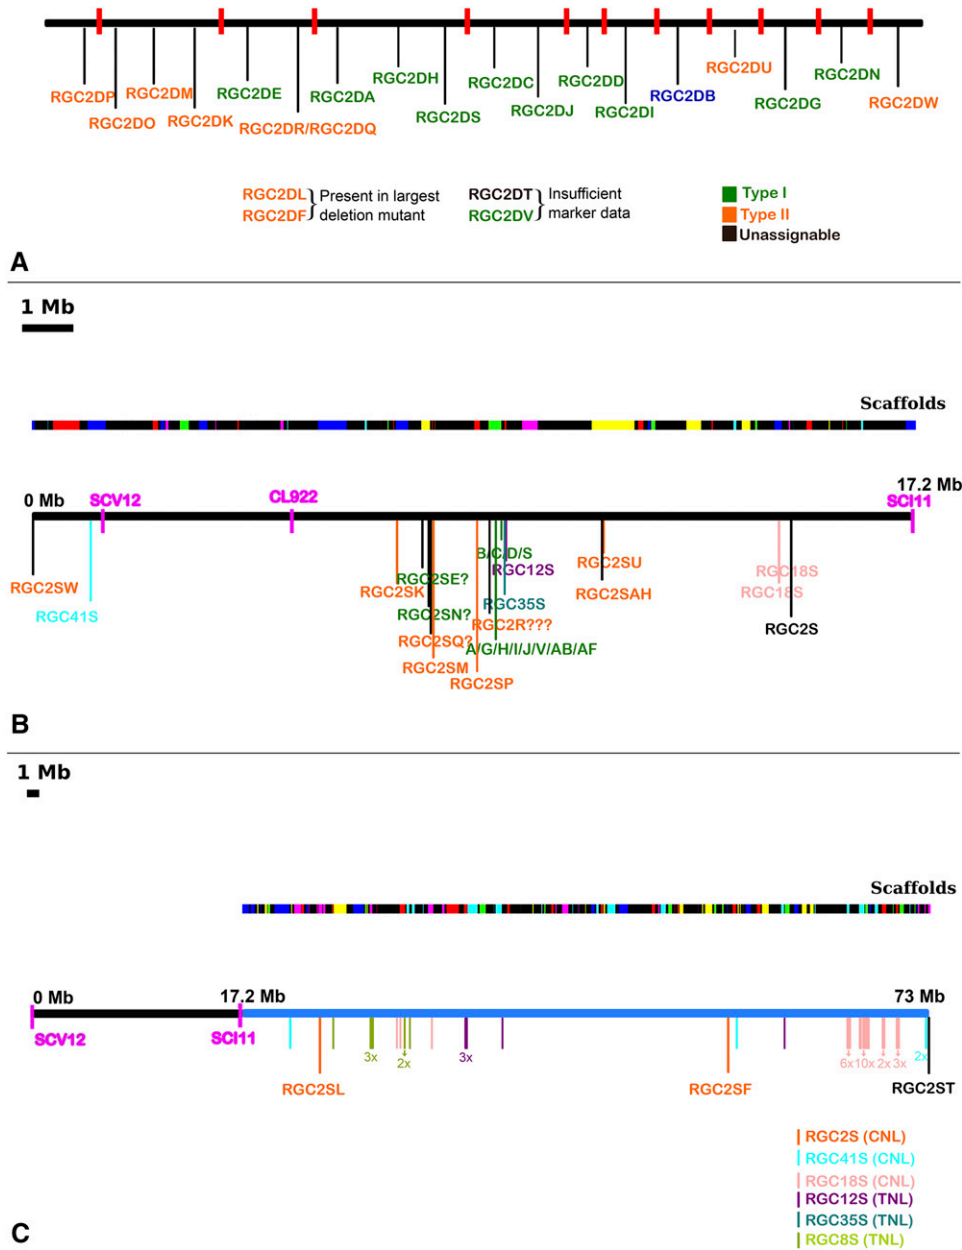 RGC2DP
RGC2DO
RGC2DM
RGC2DK
RGC2DE
RGC2DR/RGC2DQ
RGC2DA
RGC2DH
RGC2DS
RGC2DC
RGC2DJ
RGC2DD
RGC2DI
RGC2DB
RGC2DU
RGC2DG
RGC2DN
RGC2DW
RGC2DL
RGC2DF
Present in largest
deletion mutant
RGC2DT
RGC2DV
Insufficient
marker data
Type I
Type II
Unassignable
A
1 Mb
Scaffolds
0 Mb
SCV12
CL922
17.2 Mb
SCI11
RGC2SW
RGC41S
RGC2SK
RGC2SE?
RGC2SN?
RGC2SQ?
RGC2SM
RGC2SP
B/C/D/S
RGC12S
RGC35S
RGC2R???
A/G/H/I/J/V/AB/AF
RGC2SU
RGC2SAH
RGC18S
RGC18S
RGC2S
B
1 Mb
Scaffolds
0 Mb
17.2 Mb
73 Mb
SCV12
SCI11
3x
2x
3x
6x
10x
2x
3x
2x
RGC2SL
RGC2SF
RGC2ST
RGC2S (CNL)
RGC41S (CNL)
RGC18S (CNL)
RGC12S (TNL)
RGC35S (TNL)
RGC8S (TNL)
C